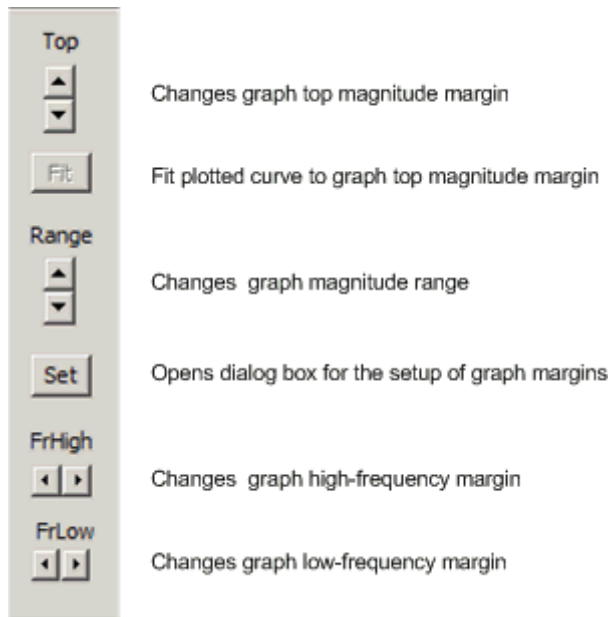 Top
Changes graph top magnitude margin
Fit
Fit plotted curve to graph top magnitude margin
Range
Changes graph magnitude range
Set
Opens dialog box for the setup of graph margins
FrHigh
Changes graph high-frequency margin
FrLow
Changes graph low-frequency margin